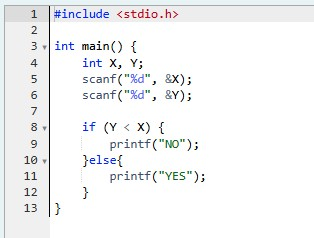 1 #include <stdio.h>
2
3 int main() {
4     int X, Y;
5     scanf("%d", &X);
6     scanf("%d", &Y);
7
8     if (Y < X) {
9         printf("NO");
10     }else{
11         printf("YES");
12     }
13 }